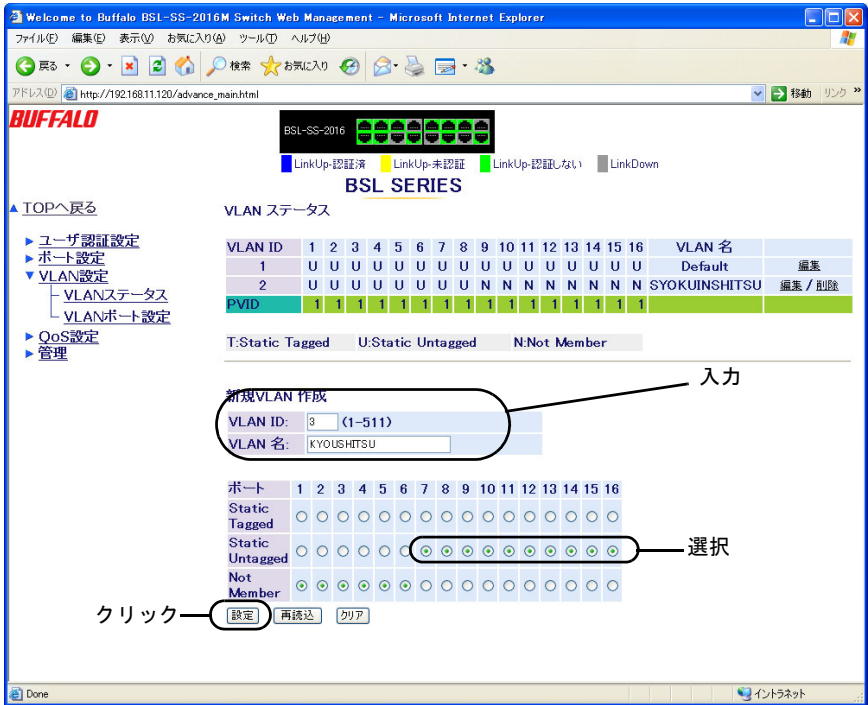 Welcome to Buffalo BSL-SS-2016M Switch Web Manegement - Microsoft Internet Explorer
ファイル(F) 編集(E) 表示(V) お気に入り(A) ツール(T) ヘルプ(H)
戻る 検索 お気に入り
アドレス(D) http://192.168.11.120/advance_main.html 移動 リンク »
BUFFALO
BSL-SS-2016
LinkUp-認証済 LinkUp-未認証 LinkUp-認証しない LinkDown
BSL SERIES
▲ TOPへ戻る
▶ ユーザ認証設定
▶ ポート設定
▼ VLAN設定
VLANステータス
VLANポート設定
▶ QoS設定
▶ 管理
VLAN ステータス
VLAN ID 1 2 3 4 5 6 7 8 9 10 11 12 13 14 15 16 VLAN 名
1 U U U U U U U U U U U U U U U U Default 編集
2 U U U U U U U U N N N N N N N N SYOKUINSHITSU 編集 / 削除
PVID 1 1 1 1 1 1 1 1 1 1 1 1 1 1 1 1
T:Static Tagged U:Static Untagged N:Not Member
入力
新規VLAN 作成
VLAN ID: 3 (1-511)
VLAN 名: KYOUSHITSU
ポート 1 2 3 4 5 6 7 8 9 10 11 12 13 14 15 16
Static Tagged
Static Untagged
選択
Not Member
クリック
設定 再読込 クリア
Done イントラネット